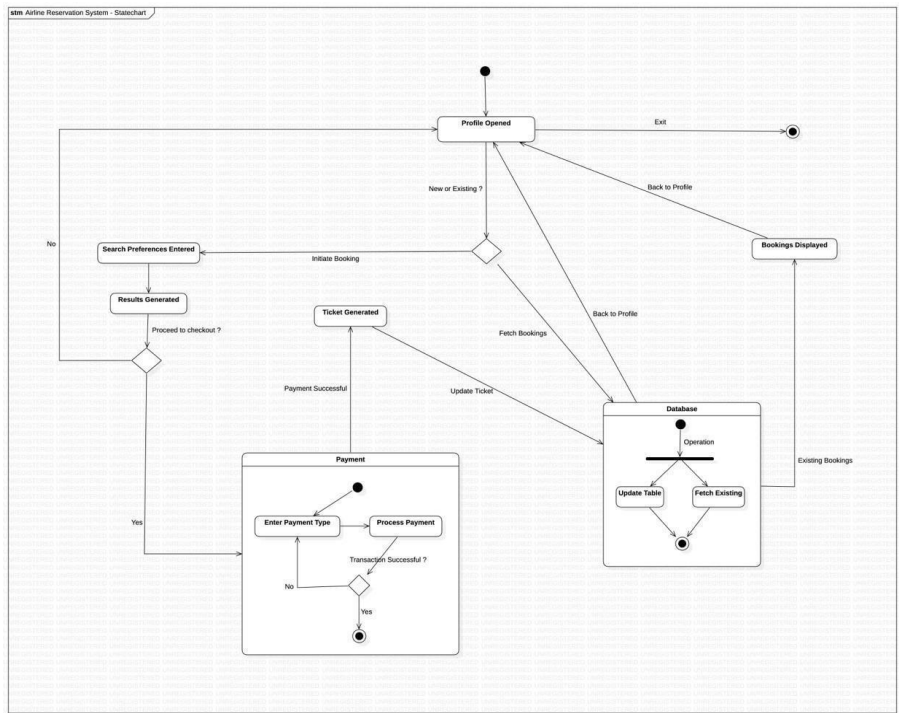 stm Airline Reservation System - Statechart
Profile Opened
Exit
New or Existing ?
Back to Profile
No
Search Preferences Entered
Initiate Booking
Bookings Displayed
Results Generated
Ticket Generated
Back to Profile
Proceed to checkout ?
Fetch Bookings
Payment Successful
Update Ticket
Database
Operation
Existing Bookings
Payment
Update Table
Fetch Existing
Yes
Enter Payment Type
Process Payment
Transaction Successful ?
No
Yes